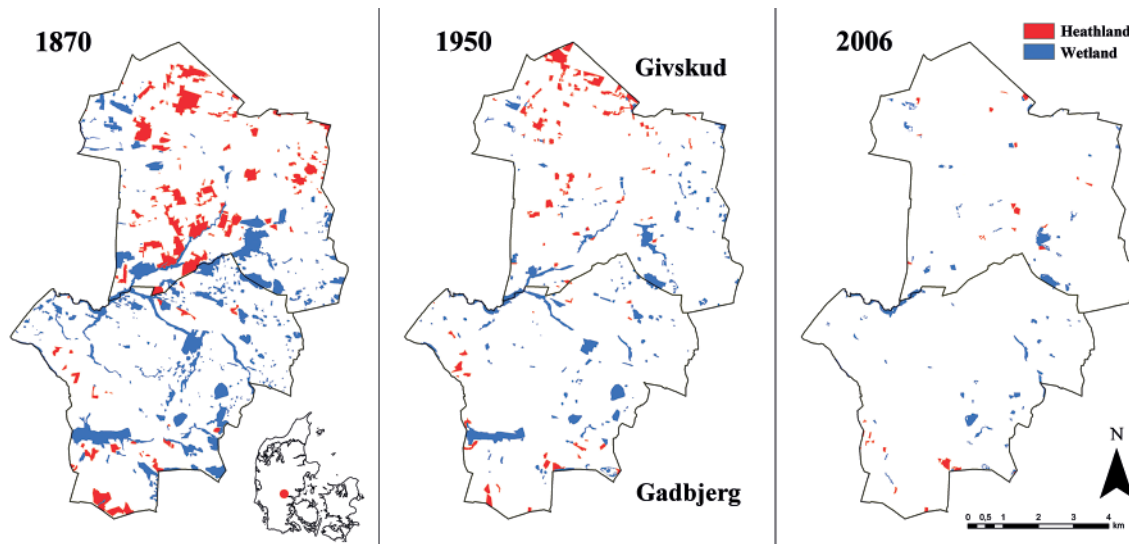 1870
1950
Givskud
2006
Heathland
Wetland
Gadbjerg
N
0 0,5 1 2 3 4
km